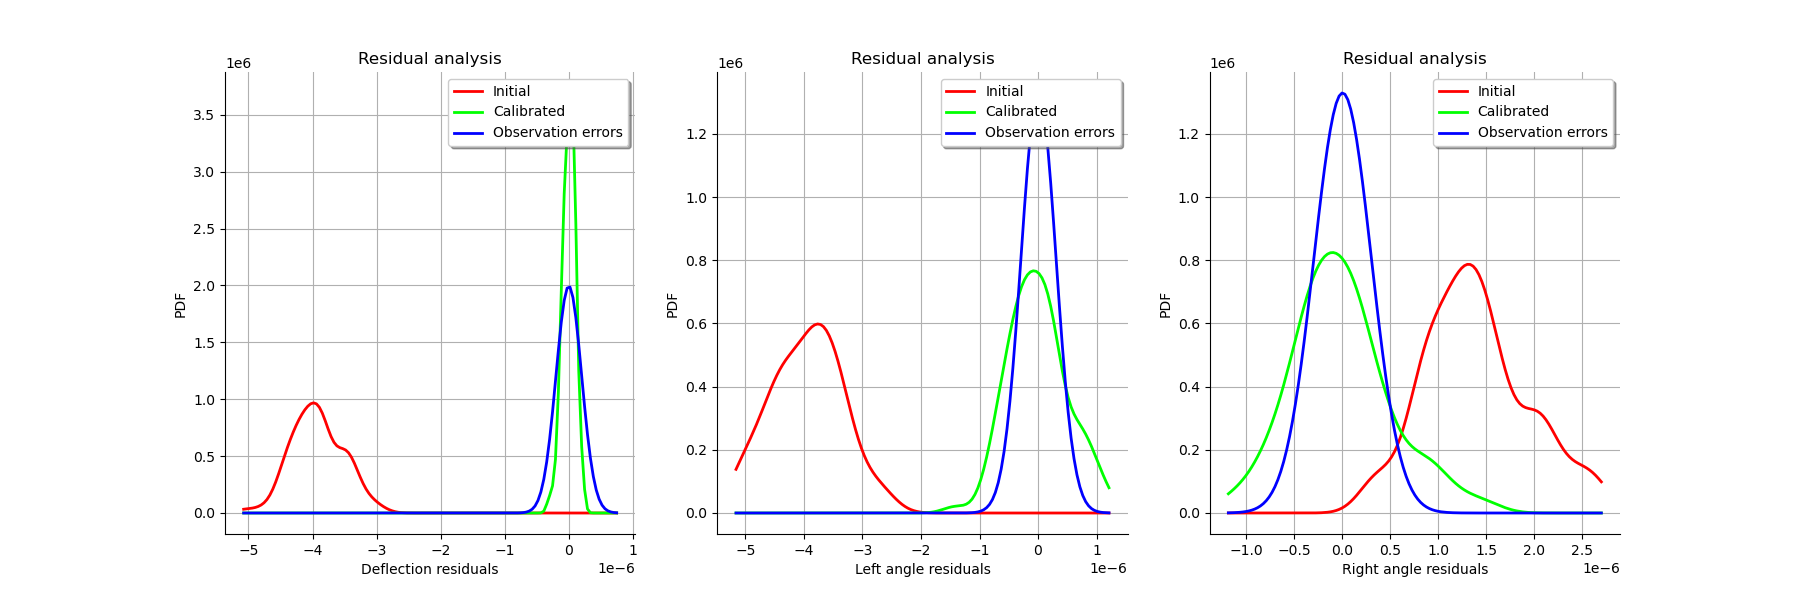 Residual analysis
1e6
Initial
Calibrated
Observation errors
3.5
3.0
2.5
2.0
1.5
1.0
0.5
0.0
PDF
−5 −4 −3 −2 −1 0 1
Deflection residuals
1e−6
Residual analysis
1e6
Initial
Calibrated
Observation errors
1.2
1.0
0.8
0.6
0.4
0.2
0.0
PDF
−5 −4 −3 −2 −1 0 1
Left angle residuals
1e−6
Residual analysis
1e6
Initial
Calibrated
Observation errors
1.2
1.0
0.8
0.6
0.4
0.2
0.0
PDF
−1.0 −0.5 0.0 0.5 1.0 1.5 2.0 2.5
Right angle residuals
1e−6